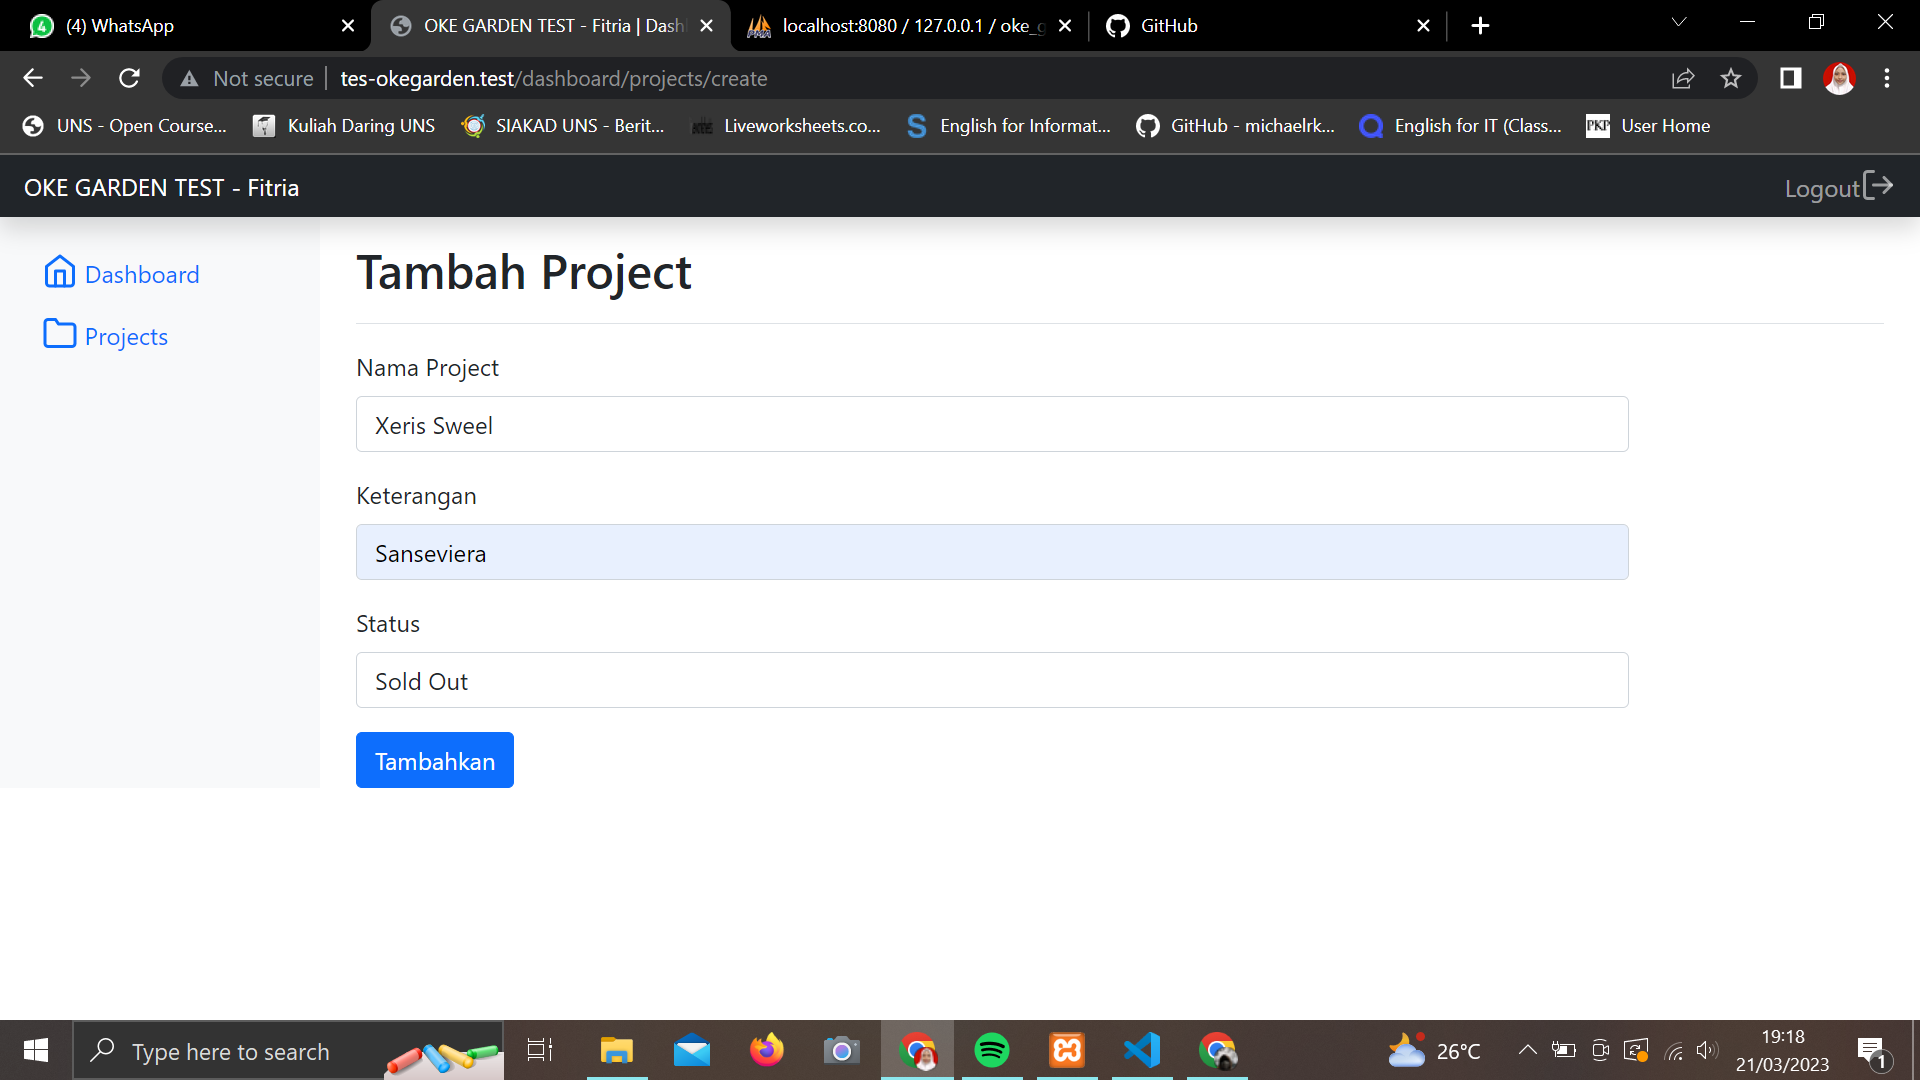 (4) WhatsApp
OKE GARDEN TEST - Fitria | Dash
localhost:8080 / 127.0.0.1 / oke_g
GitHub
Not secure
tes-okegarden.test/dashboard/projects/create
UNS - Open Course...
Kuliah Daring UNS
SIAKAD UNS - Berit...
Liveworksheets.co...
English for Informat...
GitHub - michaelrk...
English for IT (Class...
PKP
User Home
OKE GARDEN TEST - Fitria
Logout
Dashboard
Projects
Tambah Project
Nama Project
Xeris Sweel
Keterangan
Sanseviera
Status
Sold Out
Tambahkan
Type here to search
26°C
19:18
21/03/2023
1